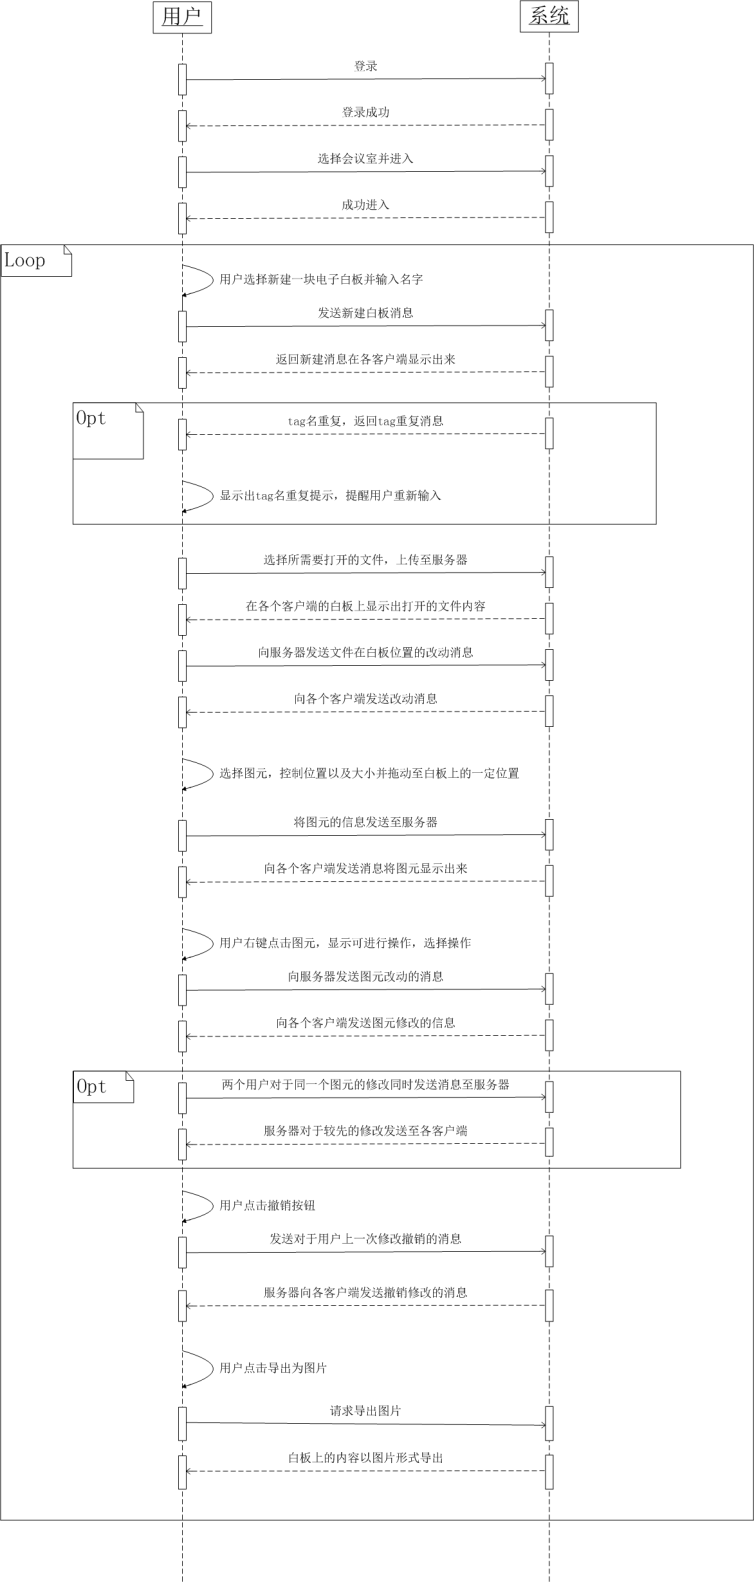 用户
系统
登录
登录成功
选择会议室并进入
成功进入
Loop
用户选择新建一块电子白板并输入名字
发送新建白板消息
返回新建消息在各客户端显示出来
Opt
tag名重复，返回tag重复消息
显示出tag名重复提示，提醒用户重新输入
选择所需要打开的文件，上传至服务器
在各个客户端的白板上显示出打开的文件内容
向服务器发送文件在白板位置的改动消息
向各个客户端发送改动消息
选择图元，控制位置以及大小并拖动至白板上的一定位置
将图元的信息发送至服务器
向各个客户端发送消息将图元显示出来
用户右键点击图元，显示可进行操作，选择操作
向服务器发送图元改动的消息
向各个客户端发送图元修改的信息
Opt
两个用户对于同一个图元的修改同时发送消息至服务器
服务器对于较先的修改发送至各客户端
用户点击撤销按钮
发送对于用户上一次修改撤销的消息
服务器向各客户端发送撤销修改的消息
用户点击导出为图片
请求导出图片
白板上的内容以图片形式导出